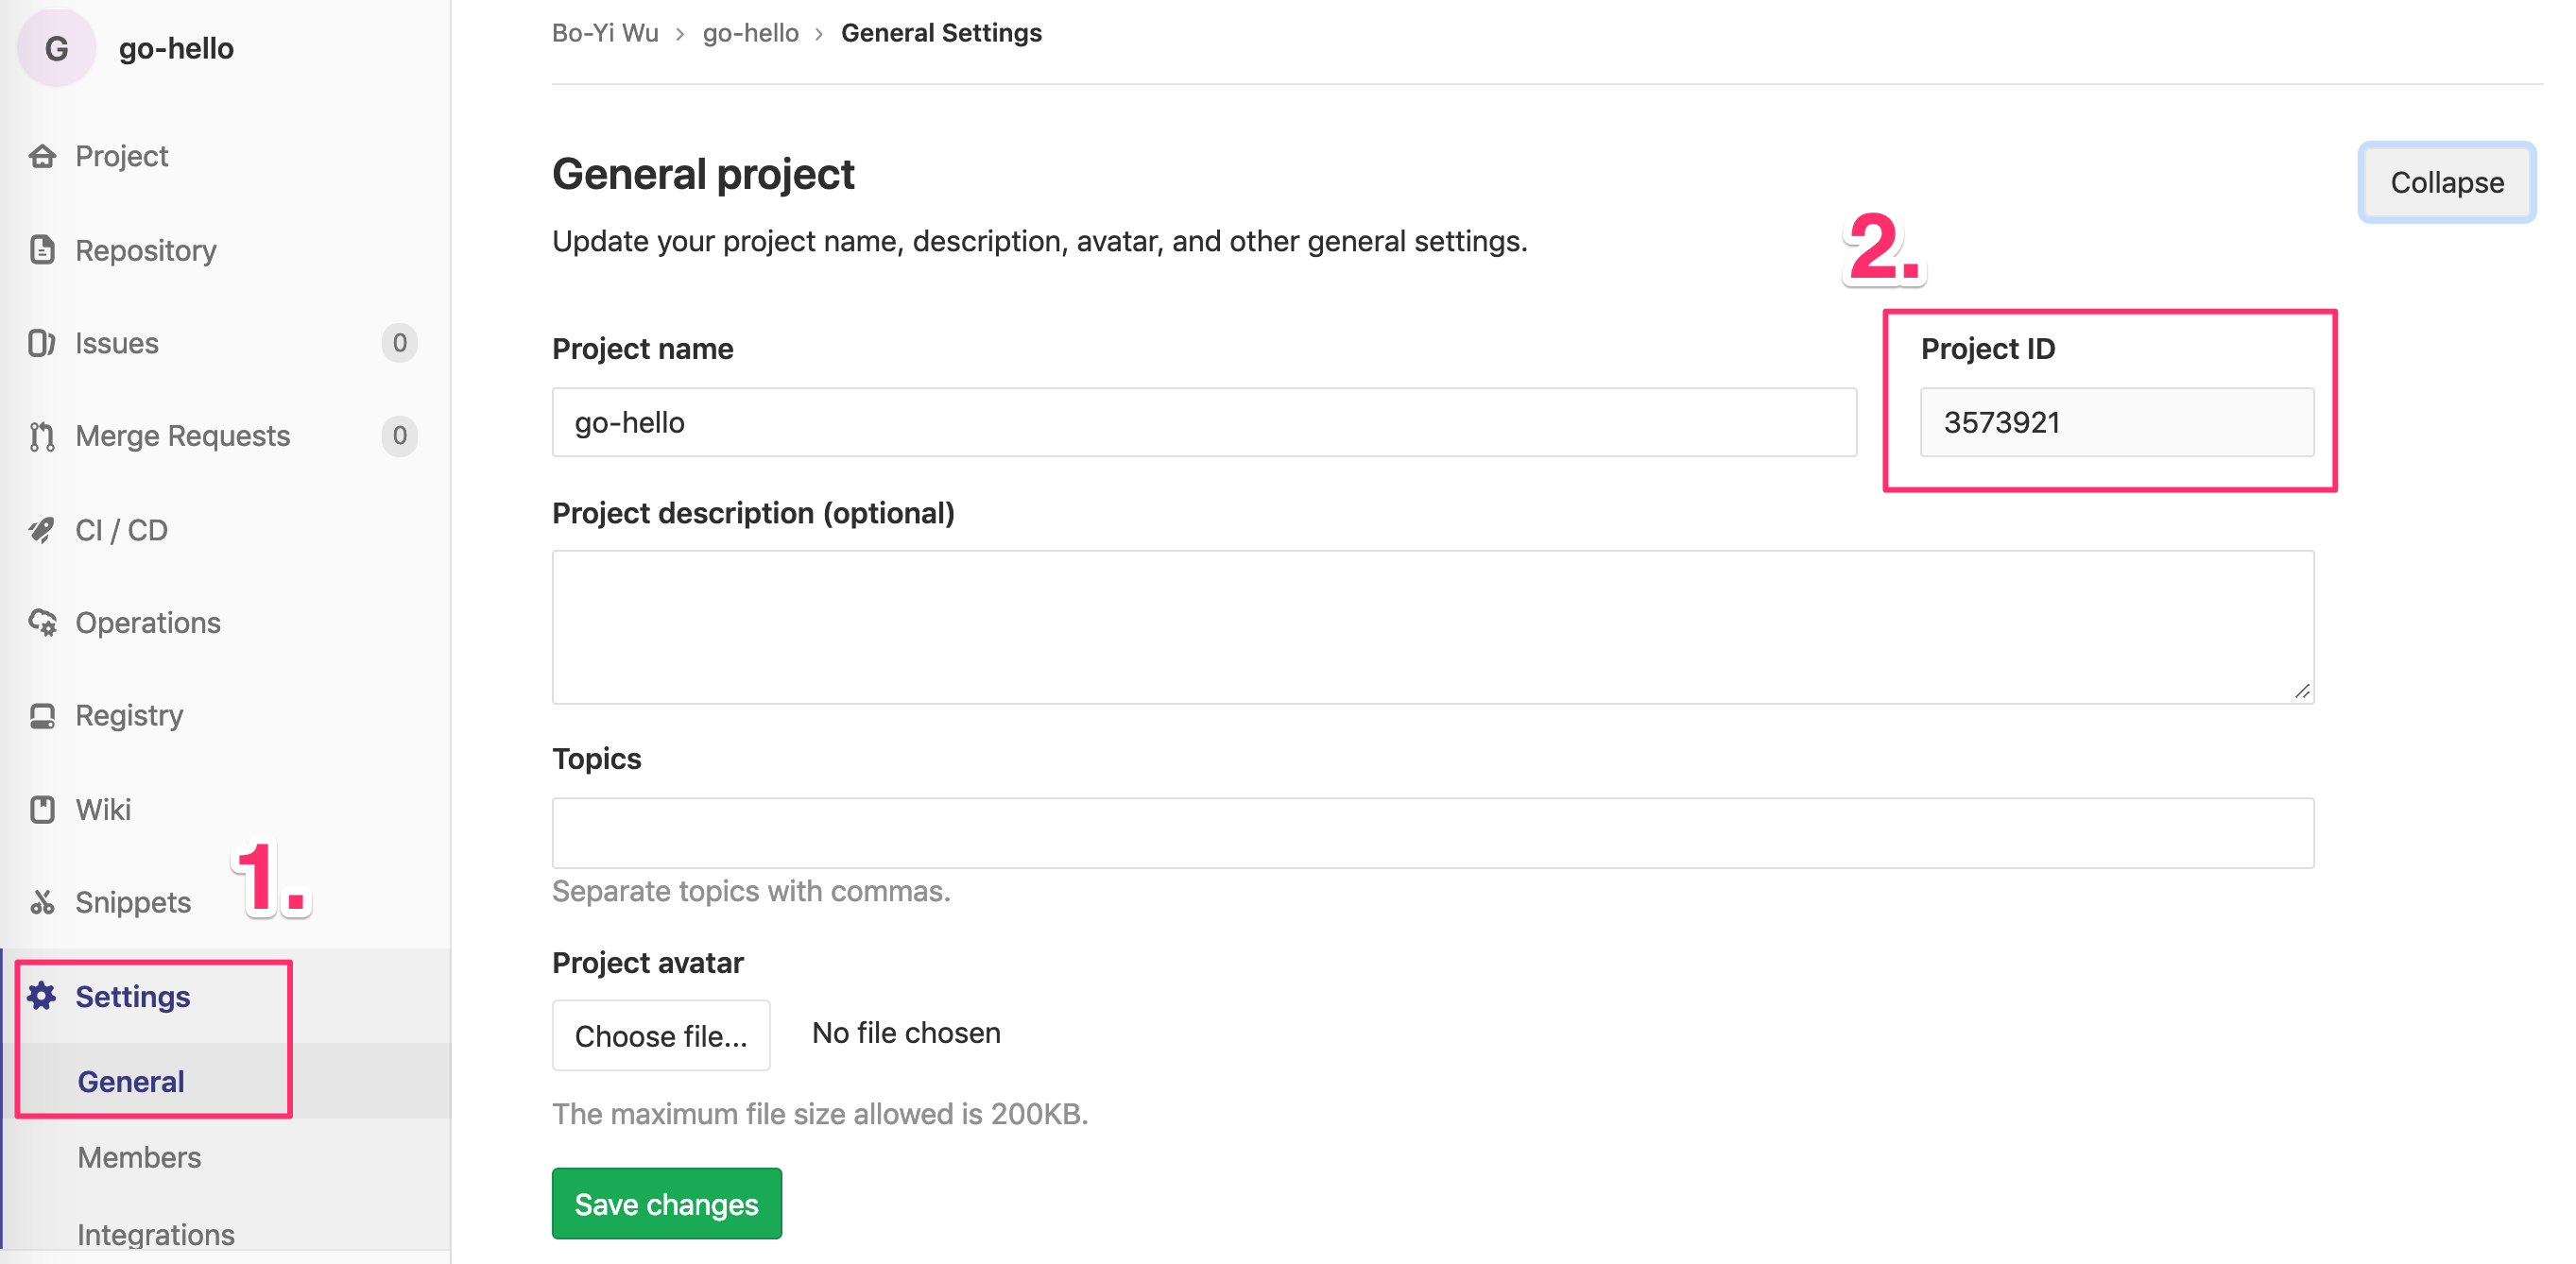 G go-hello
Project
Repository
Issues 0
Merge Requests 0
CI / CD
Operations
Registry
Wiki
1.
Snippets
Settings
General
Members
Integrations
Bo-Yi Wu › go-hello › General Settings
General project
Collapse
Update your project name, description, avatar, and other general settings.
2.
Project name
Project ID
go-hello
3573921
Project description (optional)
Topics
Separate topics with commas.
Project avatar
Choose file... No file chosen
The maximum file size allowed is 200KB.
Save changes